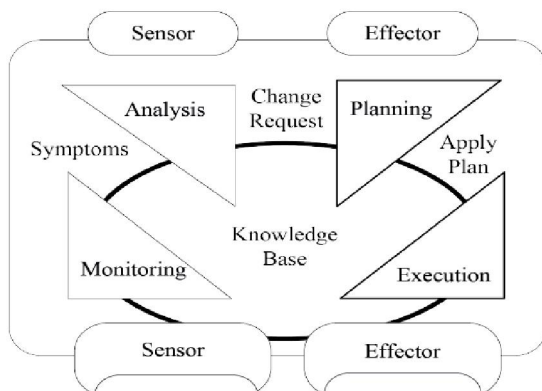 Sensor
Effector
Analysis
Change
Request
Planning
Symptoms
Apply
Plan
Knowledge
Base
Monitoring
Execution
Sensor
Effector